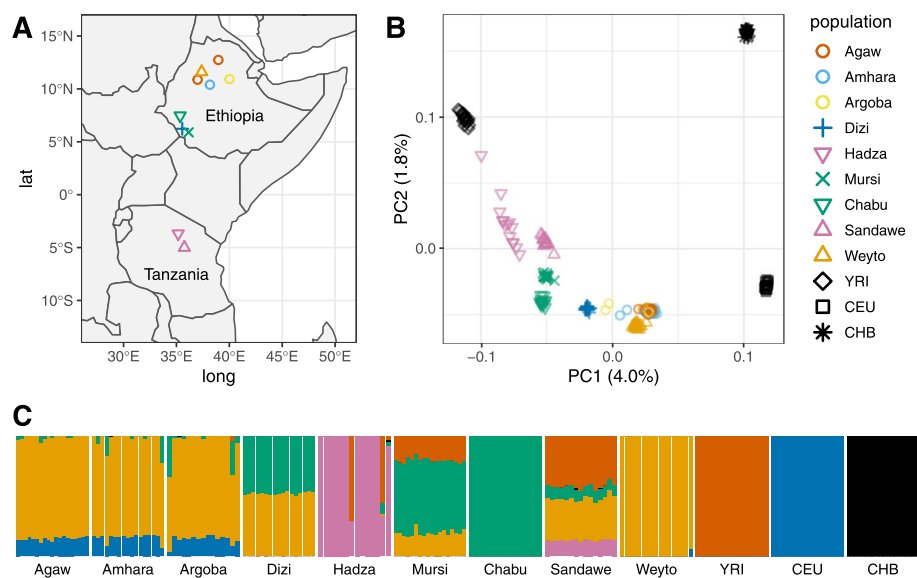 A
15°N
10°N
5°N
0°
5°S
10°S
lat
Ethiopia
Tanzania
30°E
35°E
40°E
45°E
50°E
long
B
0.1
0.0
PC2 (1.8%)
−0.1
0.0
0.1
PC1 (4.0%)
population
Agaw
Amhara
Argoba
Dizi
Hadza
Mursi
Chabu
Sandawe
Weyto
YRI
CEU
CHB
C
Agaw Amhara Argoba Dizi Hadza Mursi Chabu Sandawe Weyto YRI CEU CHB